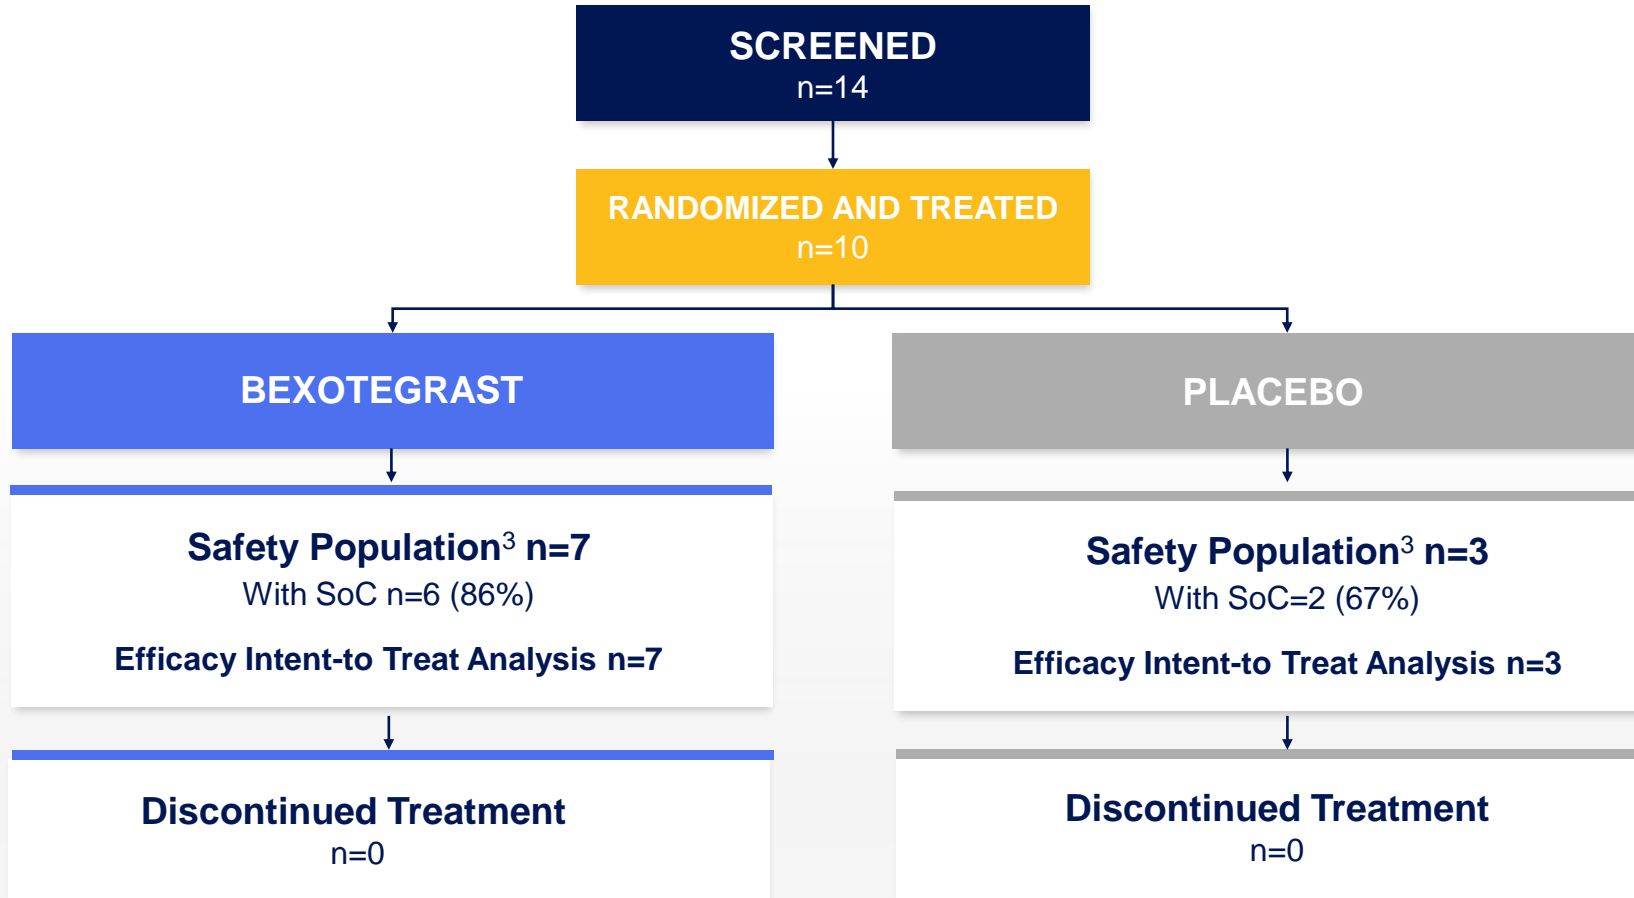 SCREENED
n=14
RANDOMIZED AND TREATED
n=10
BEXOTEGRAST
Safety Population³ n=7
With SoC n=6 (86%)
Efficacy Intent-to Treat Analysis n=7
Discontinued Treatment
n=0
PLACEBO
Safety Population³ n=3
With SoC=2 (67%)
Efficacy Intent-to Treat Analysis n=3
Discontinued Treatment
n=0